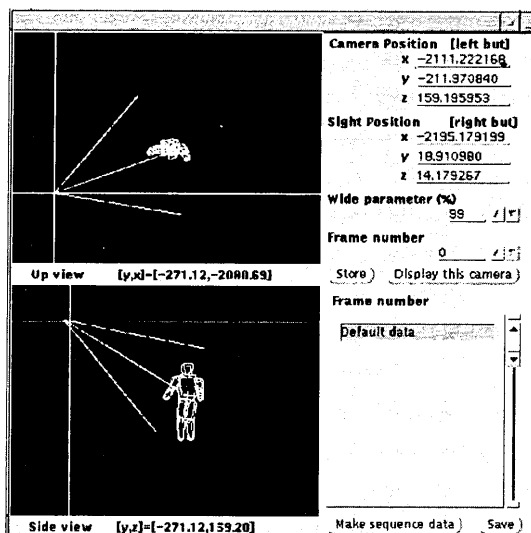 Camera Position [left but]
x -2111.222168
y -211.970840
z 159.195953
Sight Position [right but]
x -2195.179199
y 18.910980
z 14.179267
Wide parameter (%)
99
Frame number
0
Up view [y,x]=[-271.12,-2080.69]
Store Display this camera
Frame number
Default data
Side view [y,z]=[-271.12,159.20]
Make sequence data Save